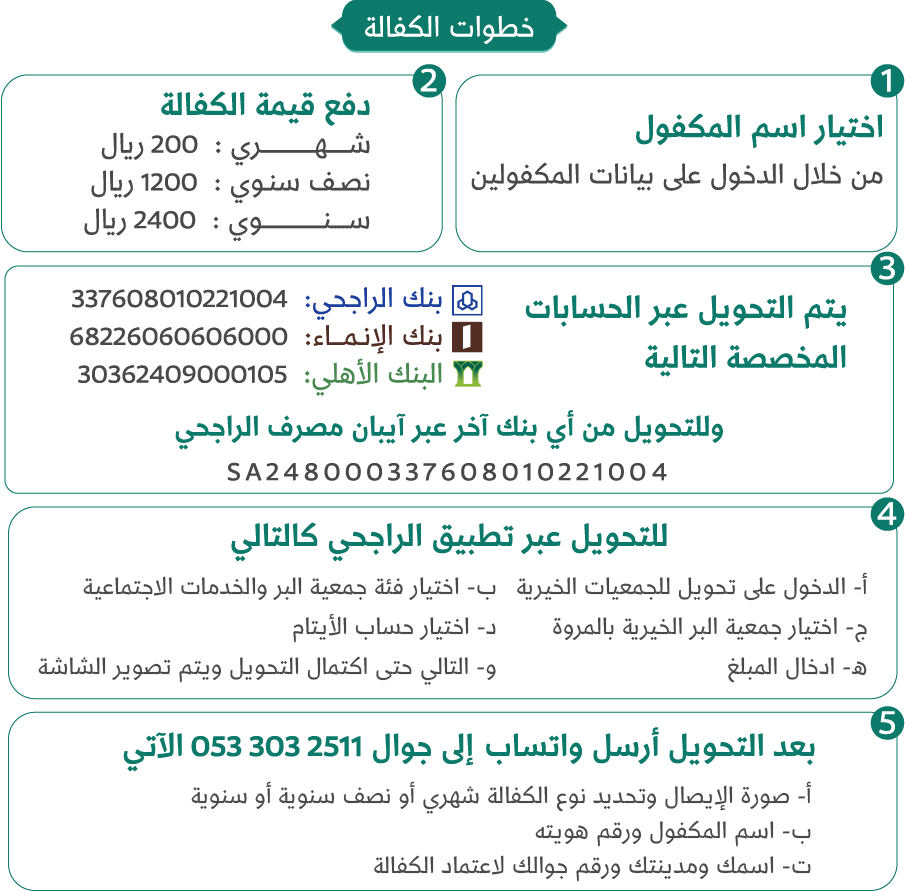 خطوات الكفالة
1
اختيار اسم المكفول
من خلال الدخول على بيانات المكفولين
2
دفع قيمة الكفالة
شـــهـــــــري : 200 ريال
نصف سنوي : 1200 ريال
ســنـــــــــوي : 2400 ريال
3
يتم التحويل عبر الحسابات
المخصصة التالية
بنك الراجحي: 337608010221004
بنك الإنـمـــاء: 68226060606000
البنك الأهلي: 30362409000105
وللتحويل من أي بنك آخر عبر آيبان مصرف الراجحي
SA2480000337608010221004
4
للتحويل عبر تطبيق الراجحي كالتالي
أ- الدخول على تحويل للجمعيات الخيرية
ب- اختيار فئة جمعية البر والخدمات الاجتماعية
ج- اختيار جمعية البر الخيرية بالمروة
د- اختيار حساب الأيتام
هـ- ادخال المبلغ
و- التالي حتى اكتمال التحويل ويتم تصوير الشاشة
5
بعد التحويل أرسل واتساب إلى جوال 2511 303 053 الآتي
أ- صورة الإيصال وتحديد نوع الكفالة شهري أو نصف سنوية أو سنوية
ب- اسم المكفول ورقم هويته
ت- اسمك ومدينتك ورقم جوالك لاعتماد الكفالة